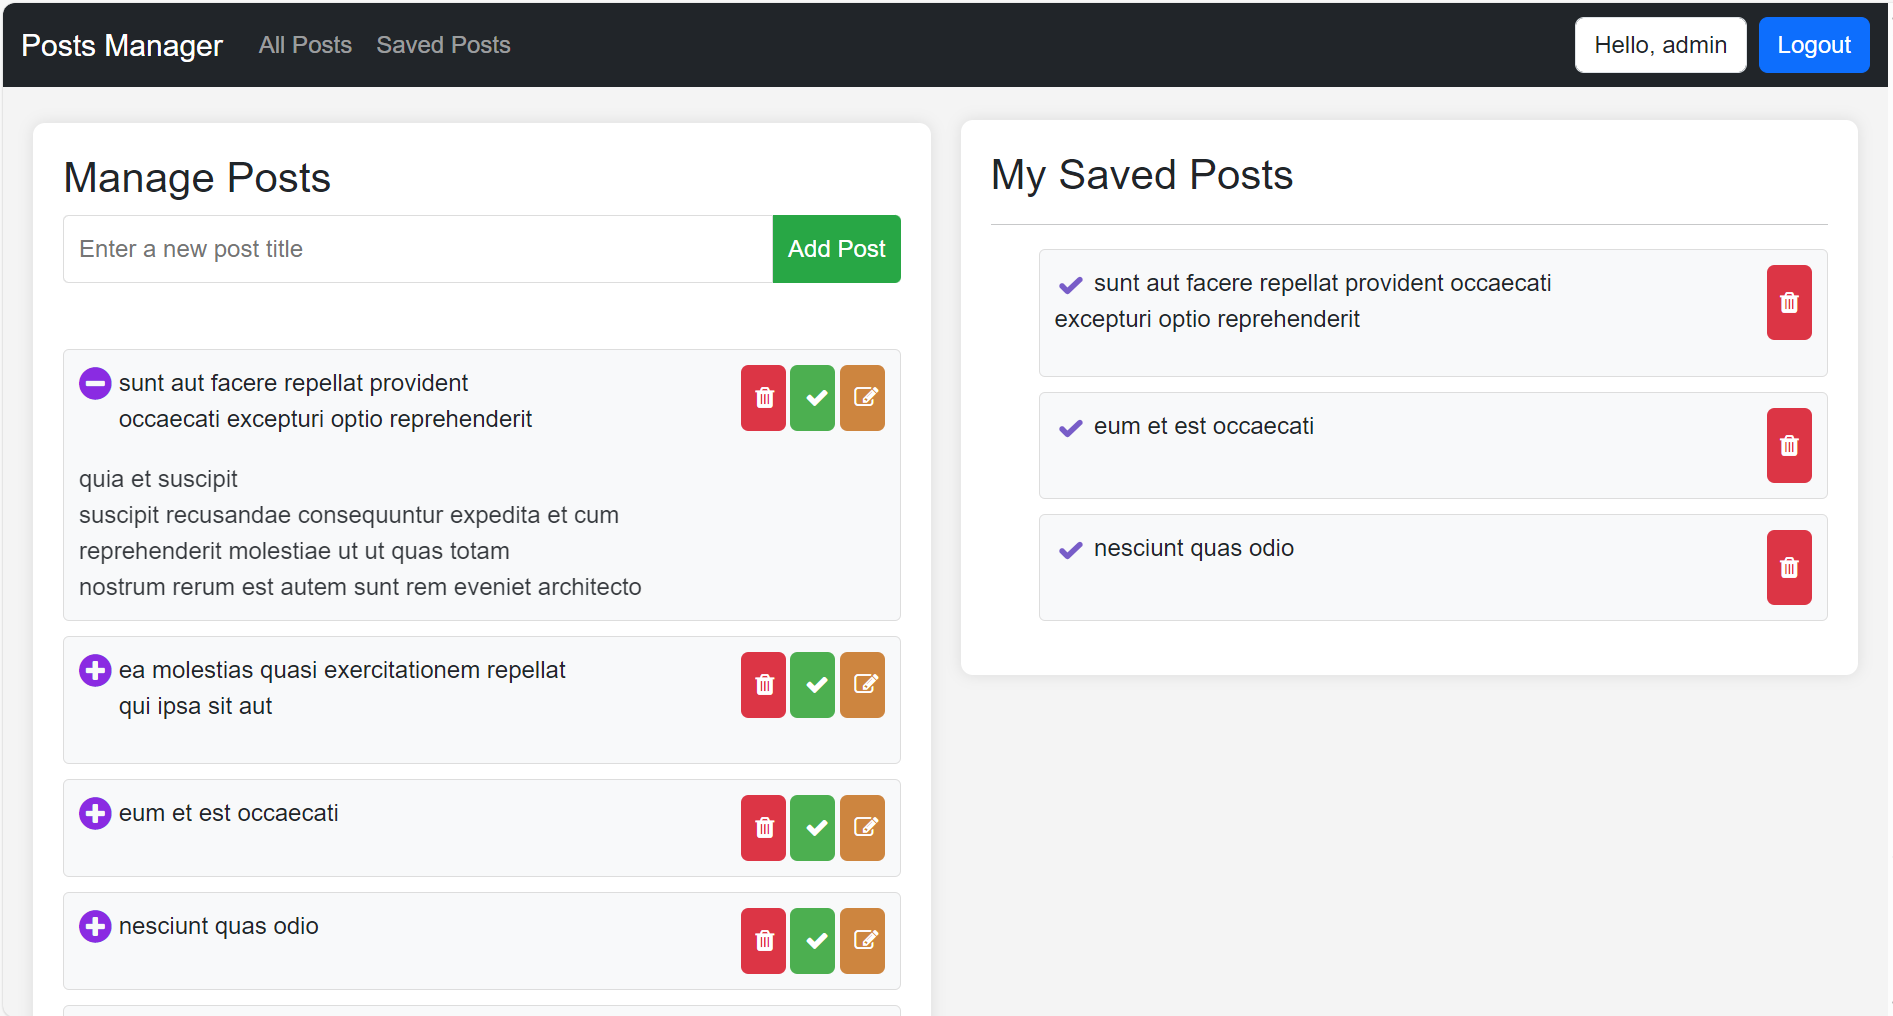 Posts Manager All Posts Saved Posts Hello, admin Logout
Manage Posts
Enter a new post title Add Post
sunt aut facere repellat provident
occaecati excepturi optio reprehenderit
quia et suscipit
suscipit recusandae consequuntur expedita et cum
reprehenderit molestiae ut ut quas totam
nostrum rerum est autem sunt rem eveniet architecto
ea molestias quasi exercitationem repellat
qui ipsa sit aut
eum et est occaecati
nesciunt quas odio
My Saved Posts
sunt aut facere repellat provident occaecati
excepturi optio reprehenderit
eum et est occaecati
nesciunt quas odio